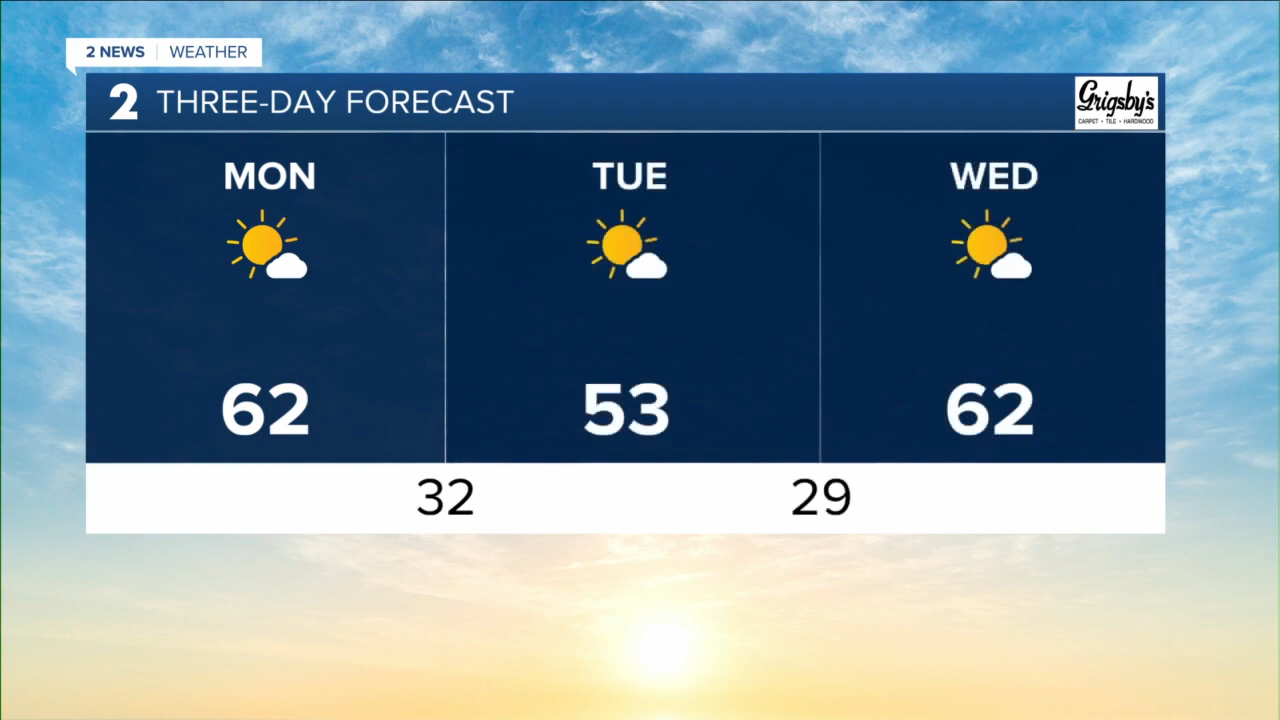 2 NEWS | WEATHER
2 THREE-DAY FORECAST
Grigsby's
CARPET • TILE • HARDWOOD
MON TUE WED
62 53 62
32 29